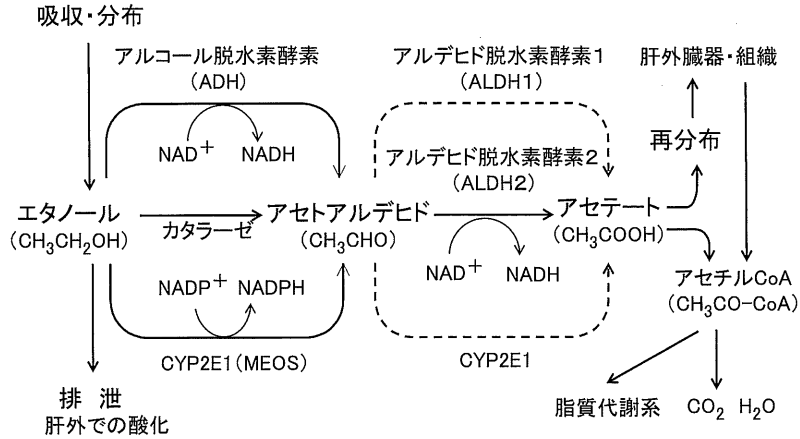 吸収・分布
アルコール脱水素酵素
(ADH)
アルデヒド脱水素酵素1
(ALDH1)
肝外臓器・組織
NAD+ NADH
アルデヒド脱水素酵素2
(ALDH2)
再分布
エタノール
(CH3CH2OH)
カタラーゼ
アセトアルデヒド
(CH3CHO)
アセテート
(CH3COOH)
NADP+ NADPH
NAD+ NADH
アセチルCoA
(CH3CO-CoA)
CYP2E1(MEOS)
CYP2E1
排 泄
肝外での酸化
脂質代謝系
CO2 H2O